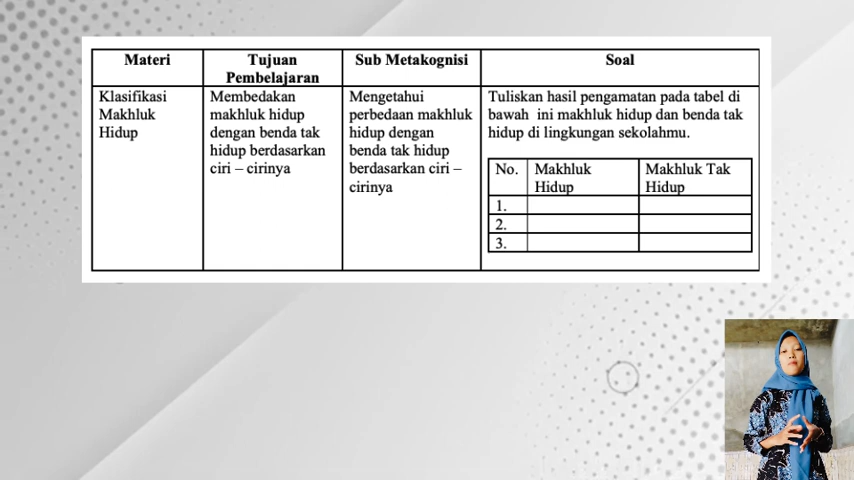 Materi
Tujuan
Pembelajaran
Sub Metakognisi
Soal
Klasifikasi
Makhluk
Hidup
Membedakan
makhluk hidup
dengan benda tak
hidup berdasarkan
ciri – cirinya
Mengetahui
perbedaan makhluk
hidup dengan
benda tak hidup
berdasarkan ciri –
cirinya
Tuliskan hasil pengamatan pada tabel di
bawah ini makhluk hidup dan benda tak
hidup di lingkungan sekolahmu.
No.
Makhluk
Hidup
Makhluk Tak
Hidup
1.
2.
3.